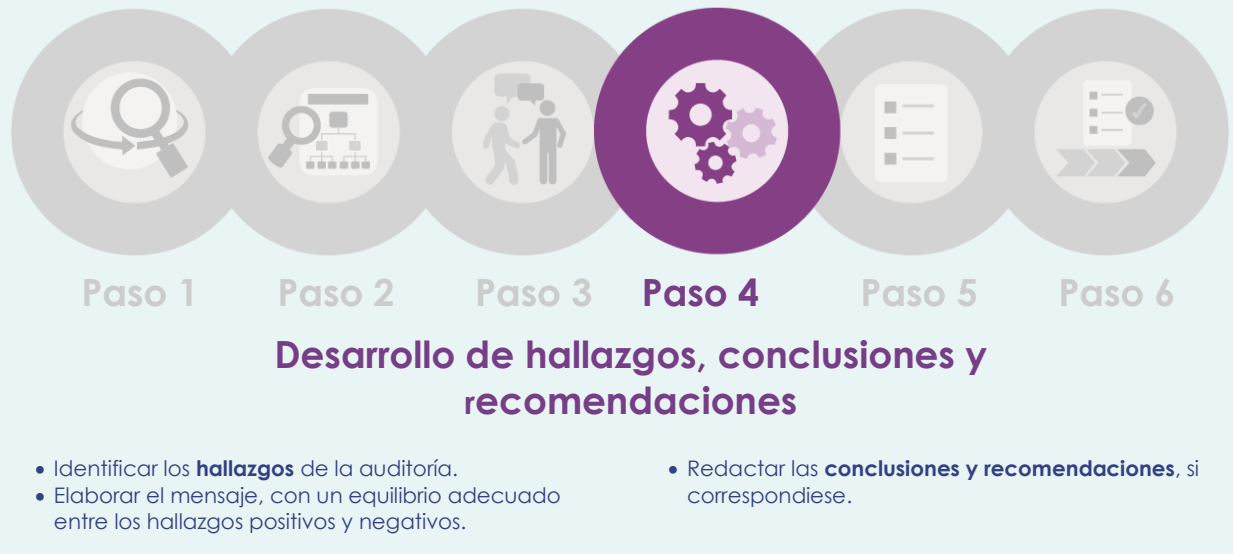 Paso 1
Paso 2
Paso 3
Paso 4
Paso 5
Paso 6
Desarrollo de hallazgos, conclusiones y
recomendaciones
• Identificar los hallazgos de la auditoría.
• Elaborar el mensaje, con un equilibrio adecuado
entre los hallazgos positivos y negativos.
• Redactar las conclusiones y recomendaciones, si
correspondiese.